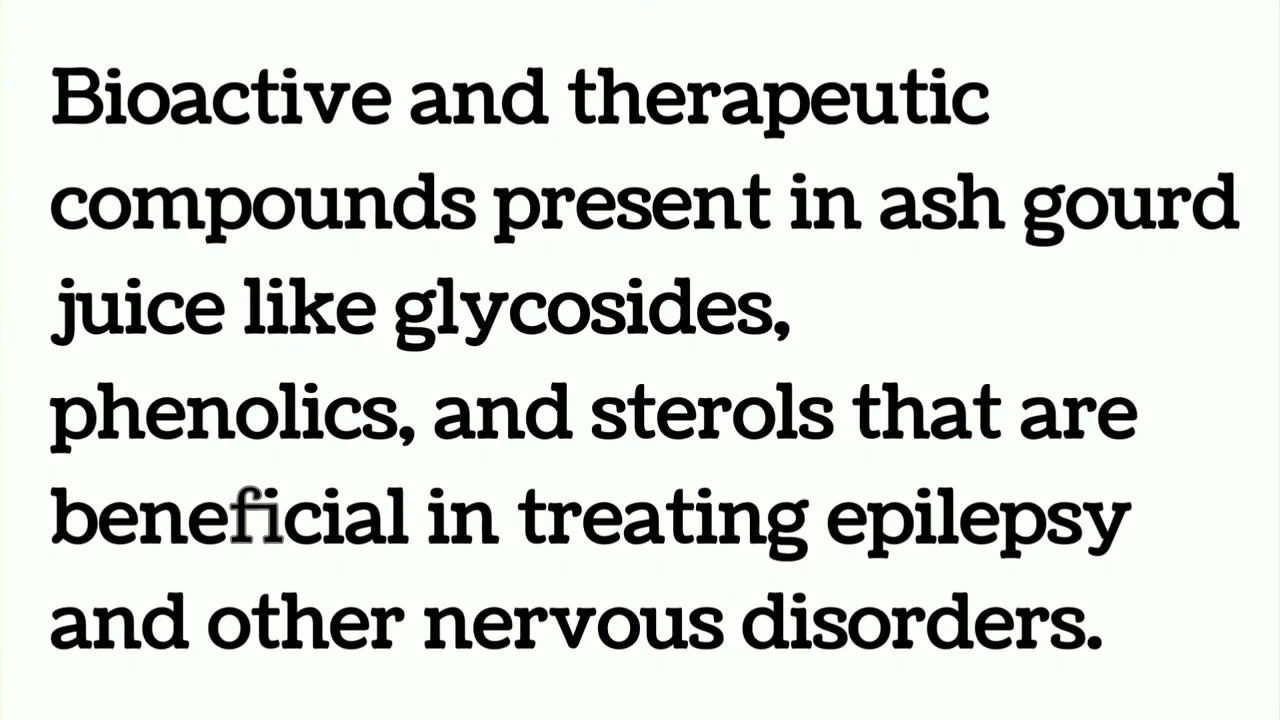 Bioactive and therapeutic
compounds present in ash gourd
juice like glycosides,
phenolics, and sterols that are
beneficial in treating epilepsy
and other nervous disorders.